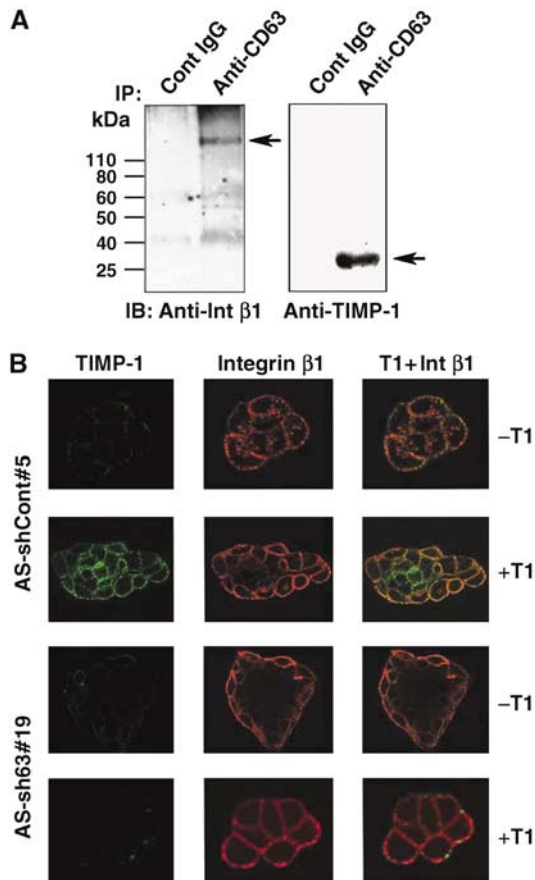 A
Cont IgG
Anti-CD63
Cont IgG
Anti-CD63
IP:
kDa
110
80
60
50
40
25
IB: Anti-Int β1
Anti-TIMP-1
B
TIMP-1
Integrin β1
T1+Int β1
AS-shCont#5
–T1
+T1
AS-sh63#19
–T1
+T1